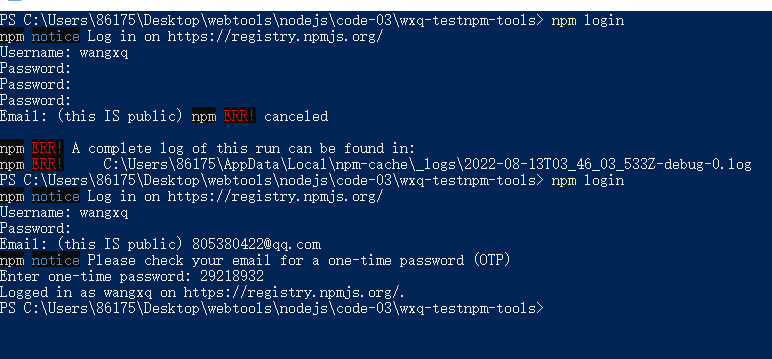 PS C:\Users\86175\Desktop\webtools\nodejs\code-03\wxq-testnpm-tools> npm login
npm notice Log in on https://registry.npmjs.org/
Username: wangxq
Password:
Password:
Password:
Email: (this IS public) npm ERR! canceled
npm ERR! A complete log of this run can be found in:
npm ERR!     C:\Users\86175\AppData\Local\npm-cache\_logs\2022-08-13T03_46_03_533Z-debug-0.log
PS C:\Users\86175\Desktop\webtools\nodejs\code-03\wxq-testnpm-tools> npm login
npm notice Log in on https://registry.npmjs.org/
Username: wangxq
Password:
Email: (this IS public) 805380422@qq.com
npm notice Please check your email for a one-time password (OTP)
Enter one-time password: 29218932
Logged in as wangxq on https://registry.npmjs.org/.
PS C:\Users\86175\Desktop\webtools\nodejs\code-03\wxq-testnpm-tools>